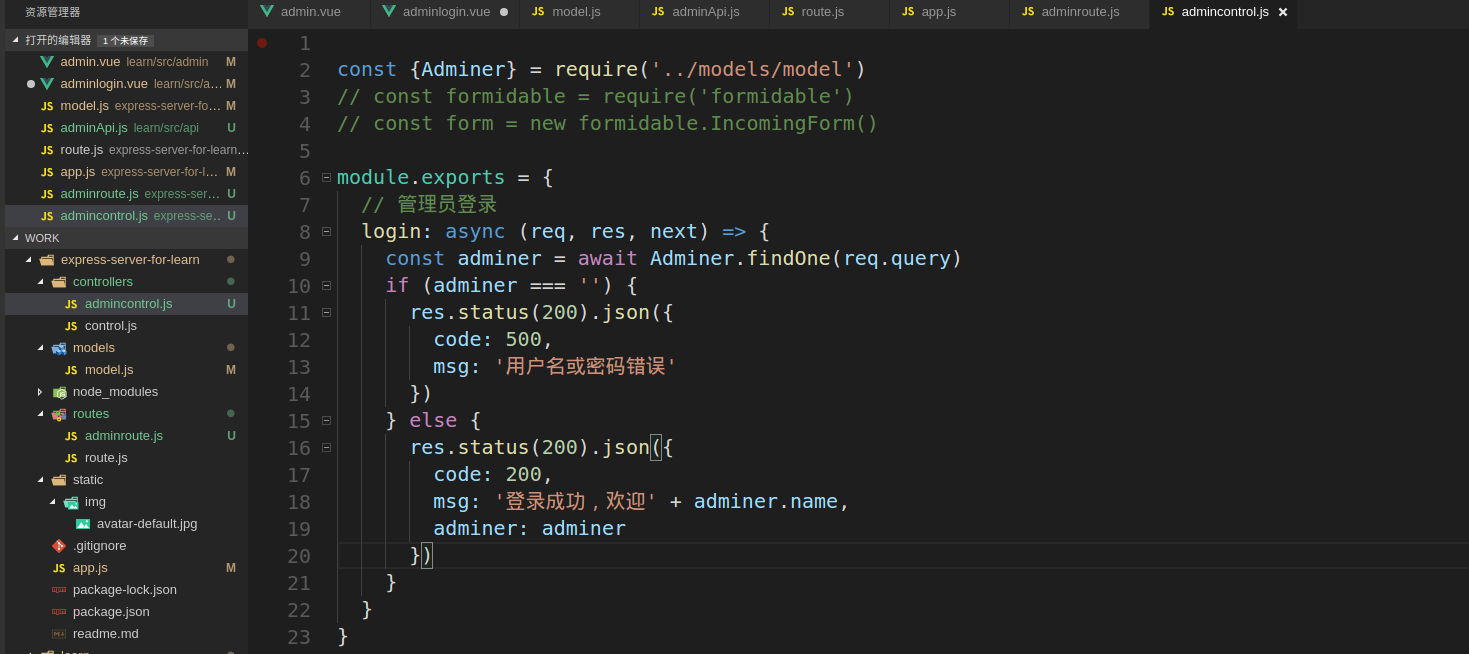 资源管理器
打开的编辑器 1 个未保存
admin.vue learn/src/admin M
adminlogin.vue learn/src/a... M
JS model.js express-server-fo... M
JS adminApi.js learn/src/api U
JS route.js express-server-for-learn...
JS app.js express-server-for-l... M
JS adminroute.js express-ser... U
JS admincontrol.js express-se... U
WORK
express-server-for-learn
controllers
JS admincontrol.js U
JS control.js
models
JS model.js M
node_modules
routes
JS adminroute.js U
JS route.js
static
img
avatar-default.jpg
.gitignore
JS app.js M
package-lock.json
package.json
readme.md
admin.vue adminlogin.vue JS model.js JS adminApi.js JS route.js JS app.js JS adminroute.js JS admincontrol.js
1
2 const {Adminer} = require('../models/model')
3 // const formidable = require('formidable')
4 // const form = new formidable.IncomingForm()
5
6 module.exports = {
7 // 管理员登录
8 login: async (req, res, next) => {
9 const adminer = await Adminer.findOne(req.query)
10 if (adminer === '') {
11 res.status(200).json({
12 code: 500,
13 msg: '用户名或密码错误'
14 })
15 } else {
16 res.status(200).json({
17 code: 200,
18 msg: '登录成功，欢迎' + adminer.name,
19 adminer: adminer
20 })
21 }
22 }
23 }